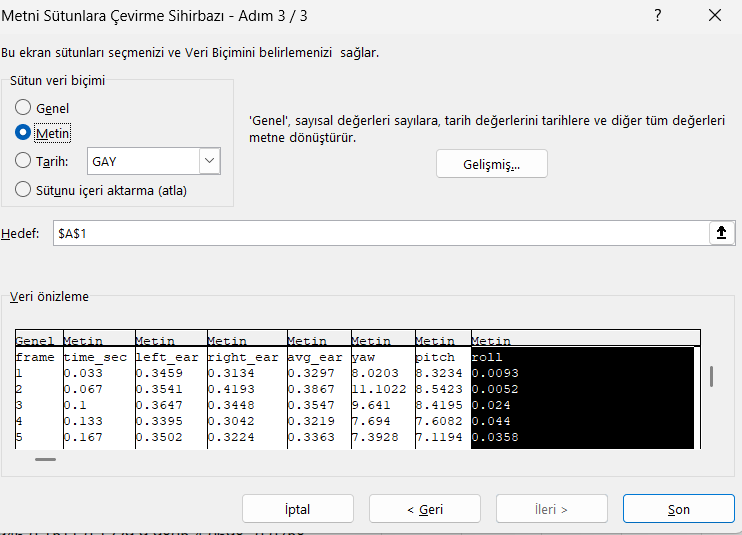 Metni Sütunlara Çevirme Sihirbazı - Adım 3 / 3
?
Bu ekran sütunları seçmenizi ve Veri Biçimini belirlemenizi sağlar.
Sütun veri biçimi
Genel
Metin
Tarih:
GAY
Sütunu içeri aktarma (atla)
'Genel', sayısal değerleri sayılara, tarih değerlerini tarihlere ve diğer tüm değerleri
metne dönüştürür.
Gelişmiş...
Hedef:
$A$1
Veri önizleme
Genel Metin Metin Metin Metin Metin Metin Metin
frame time_sec left_ear right_ear avg_ear yaw pitch roll
1 0.033 0.3459 0.3134 0.3297 8.0203 8.3234 0.0093
2 0.067 0.3541 0.4193 0.3867 11.1022 8.5423 0.0052
3 0.1 0.3647 0.3448 0.3547 9.641 8.4195 0.024
4 0.133 0.3395 0.3042 0.3219 7.694 7.6082 0.044
5 0.167 0.3502 0.3224 0.3363 7.3928 7.1194 0.0358
İptal
< Geri
İleri >
Son